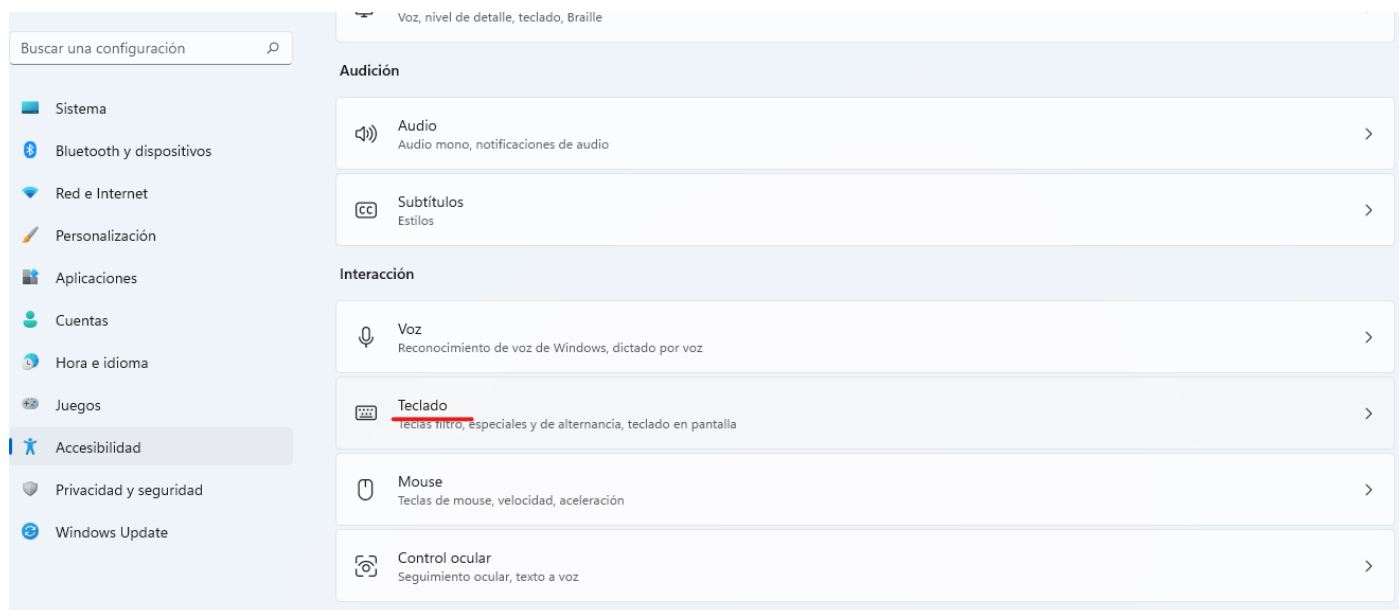 Voz, nivel de detalle, teclado, Braille
Buscar una configuración
Sistema
Bluetooth y dispositivos
Red e Internet
Personalización
Aplicaciones
Cuentas
Hora e idioma
Juegos
Accesibilidad
Privacidad y seguridad
Windows Update
Audición
Audio
Audio mono, notificaciones de audio
CC
Subtítulos
Estilos
Interacción
Voz
Reconocimiento de voz de Windows, dictado por voz
Teclado
Teclas filtro, especiales y de alternancia, teclado en pantalla
Mouse
Teclas de mouse, velocidad, aceleración
Control ocular
Seguimiento ocular, texto a voz